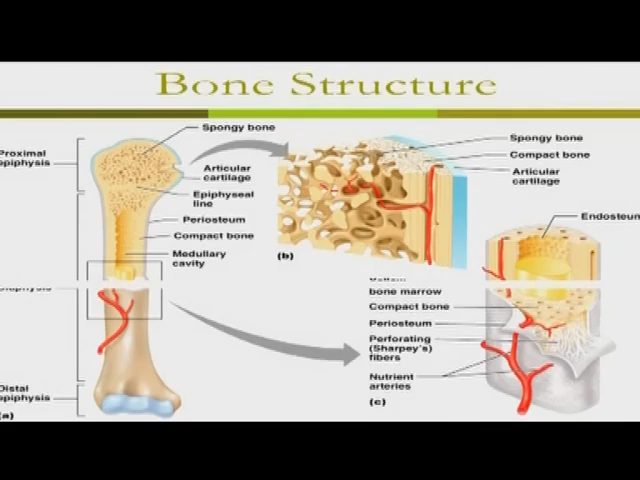 Bone Structure
Spongy bone
Proximal
epiphysis
Articular
cartilage
Epiphyseal
line
Periosteum
Compact bone
Medullary
cavity
Distal
epiphysis
(a)
Spongy bone
Compact bone
Articular
cartilage
(b)
Endosteum
bone marrow
Compact bone
Periosteum
Perforating
(Sharpey's)
fibers
Nutrient
arteries
(c)